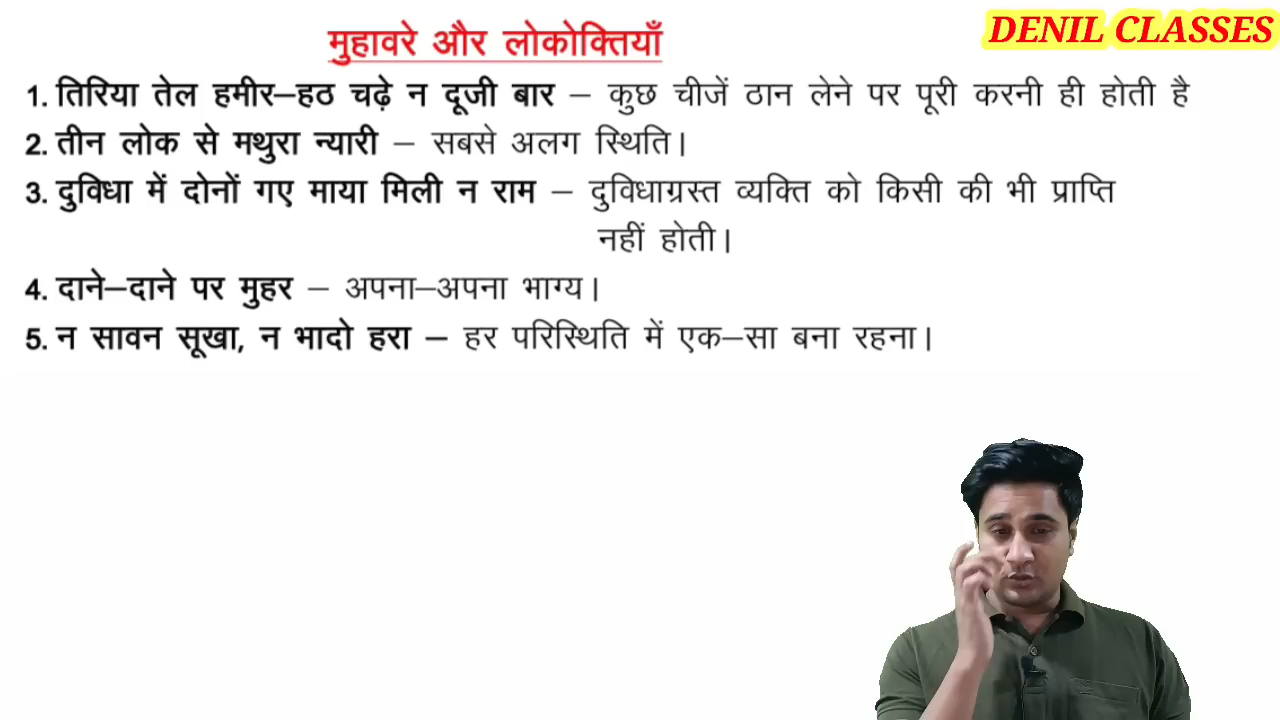 DENIL CLASSES
मुहावरे और लोकोक्तियाँ
1. तिरिया तेल हमीर–हठ चढ़े न दूजी बार – कुछ चीजें ठान लेने पर पूरी करनी ही होती है
2. तीन लोक से मथुरा न्यारी – सबसे अलग स्थिति।
3. दुविधा में दोनों गए माया मिली न राम – दुविधाग्रस्त व्यक्ति को किसी की भी प्राप्ति
नहीं होती।
4. दाने–दाने पर मुहर – अपना–अपना भाग्य।
5. न सावन सूखा, न भादो हरा – हर परिस्थिति में एक–सा बना रहना।